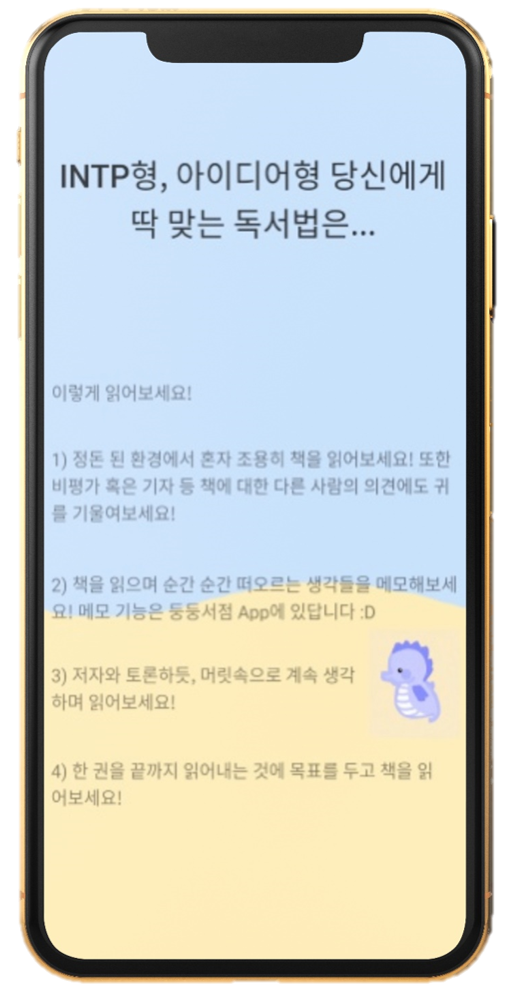 INTP형, 아이디어형 당신에게
딱 맞는 독서법은...
이렇게 읽어보세요!
1) 정돈 된 환경에서 혼자 조용히 책을 읽어보세요! 또한
비평가 혹은 기자 등 책에 대한 다른 사람의 의견에도 귀
를 기울여보세요!
2) 책을 읽으며 순간 순간 떠오르는 생각들을 메모해보세
요! 메모 기능은 둥둥서점 App에 있답니다 :D
3) 저자와 토론하듯, 머릿속으로 계속 생각
하며 읽어보세요!
4) 한 권을 끝까지 읽어내는 것에 목표를 두고 책을 읽
어보세요!